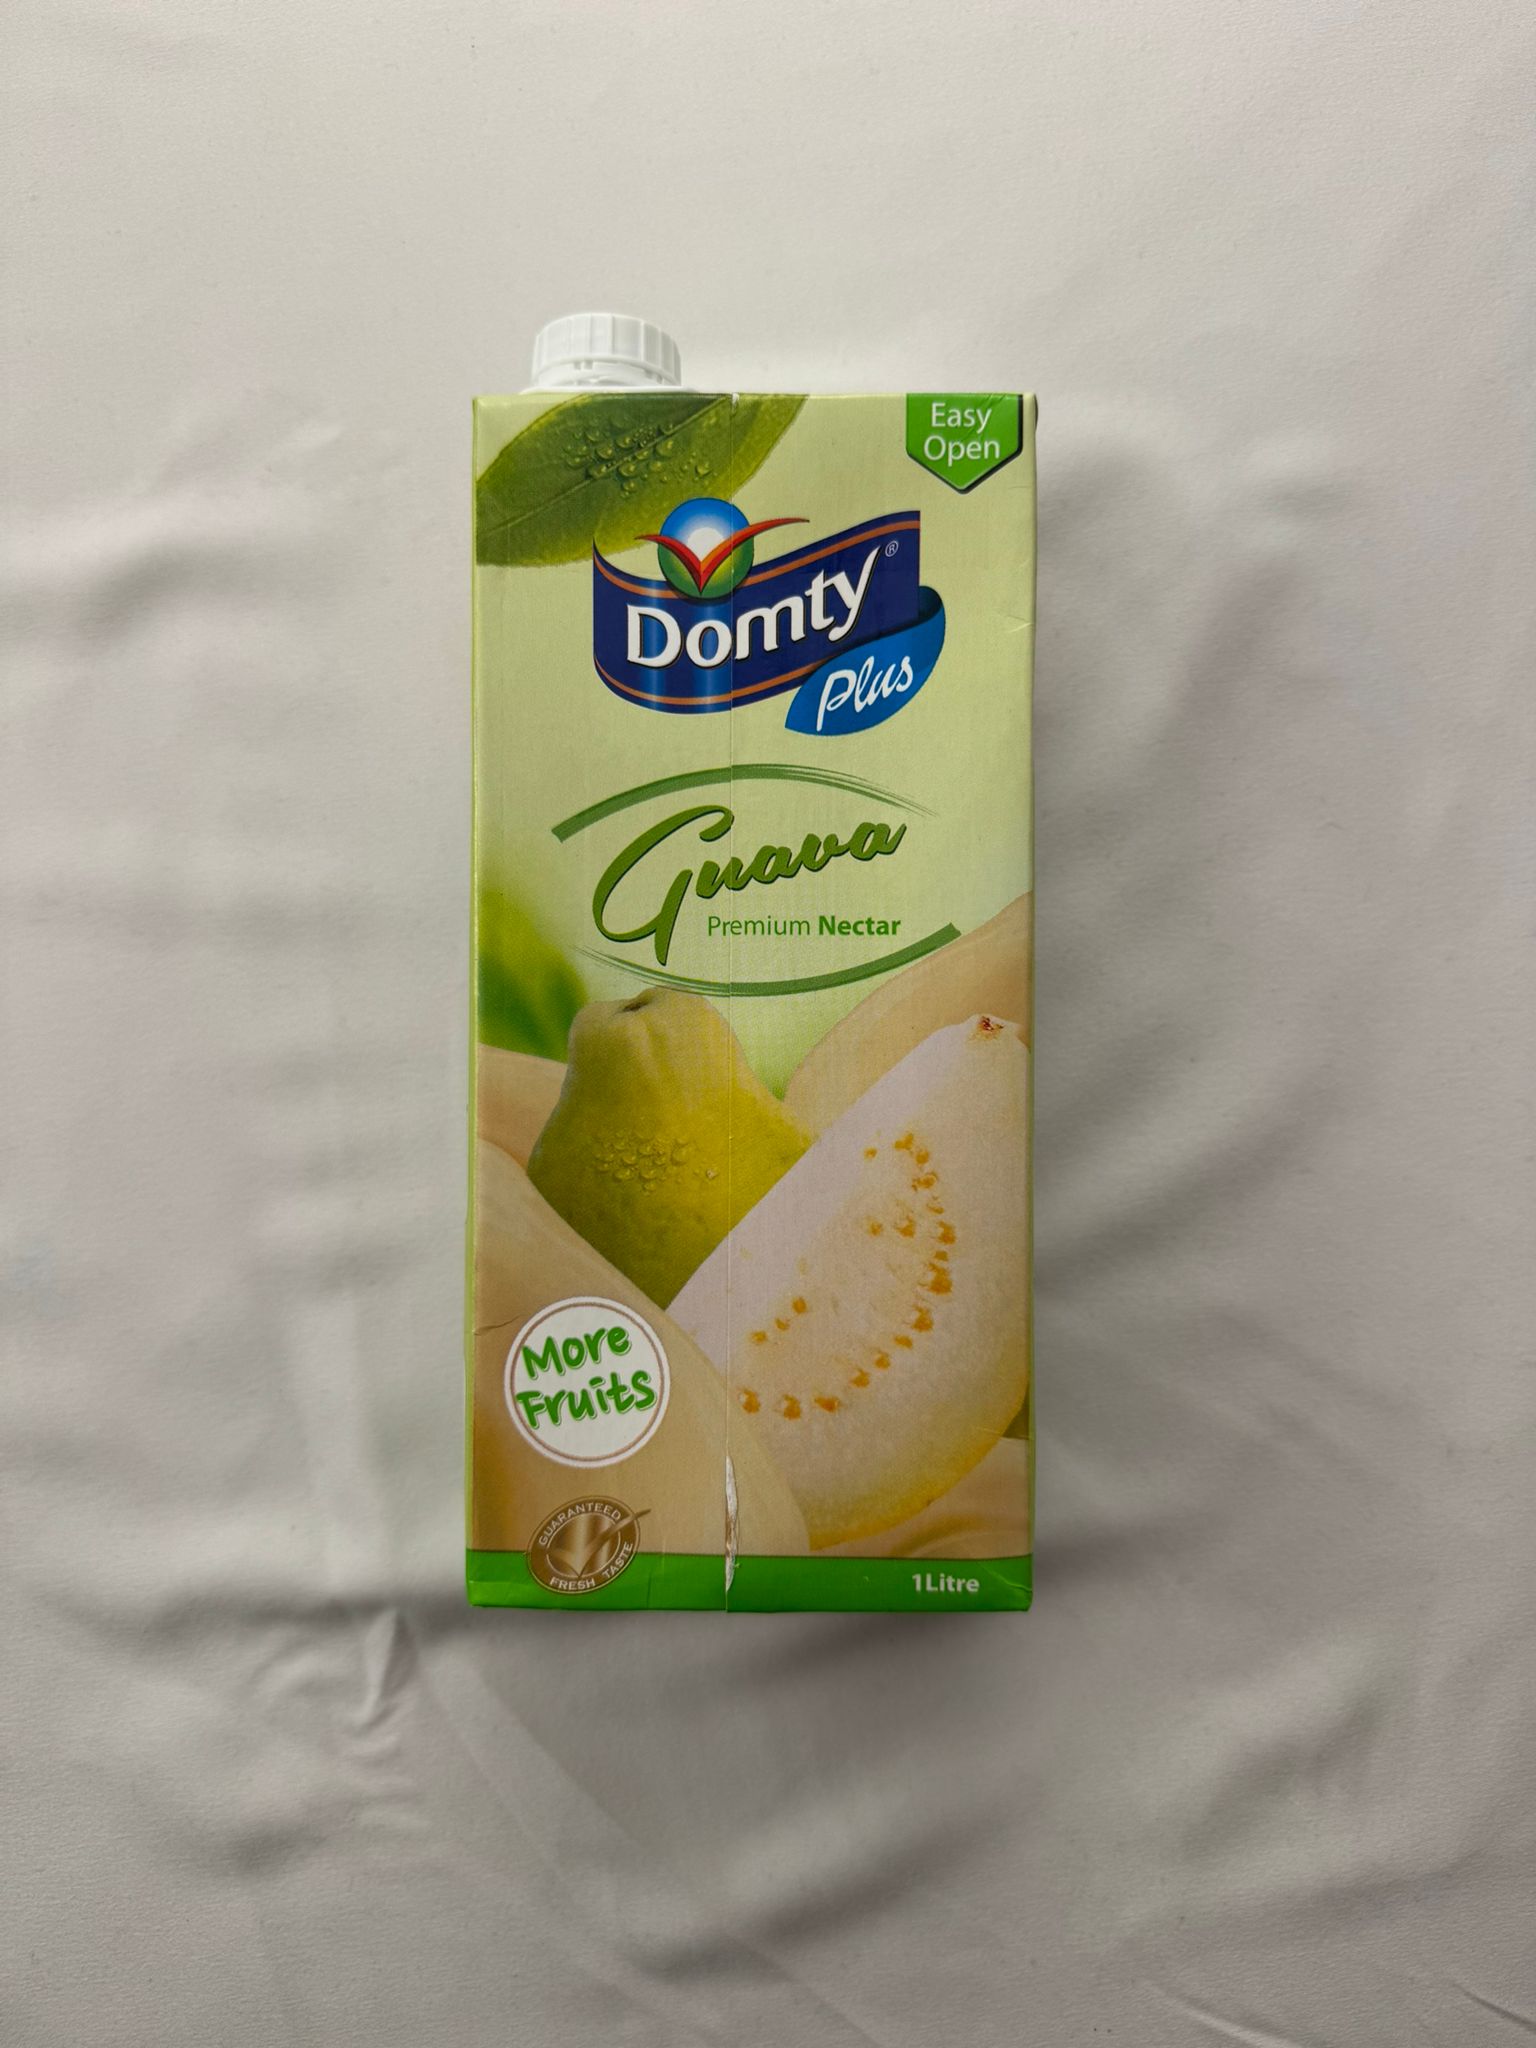 Easy
Open
Domty®
Plus
Guava
Premium Nectar
More
Fruits
GUARANTEED
FRESH TASTE
1Litre